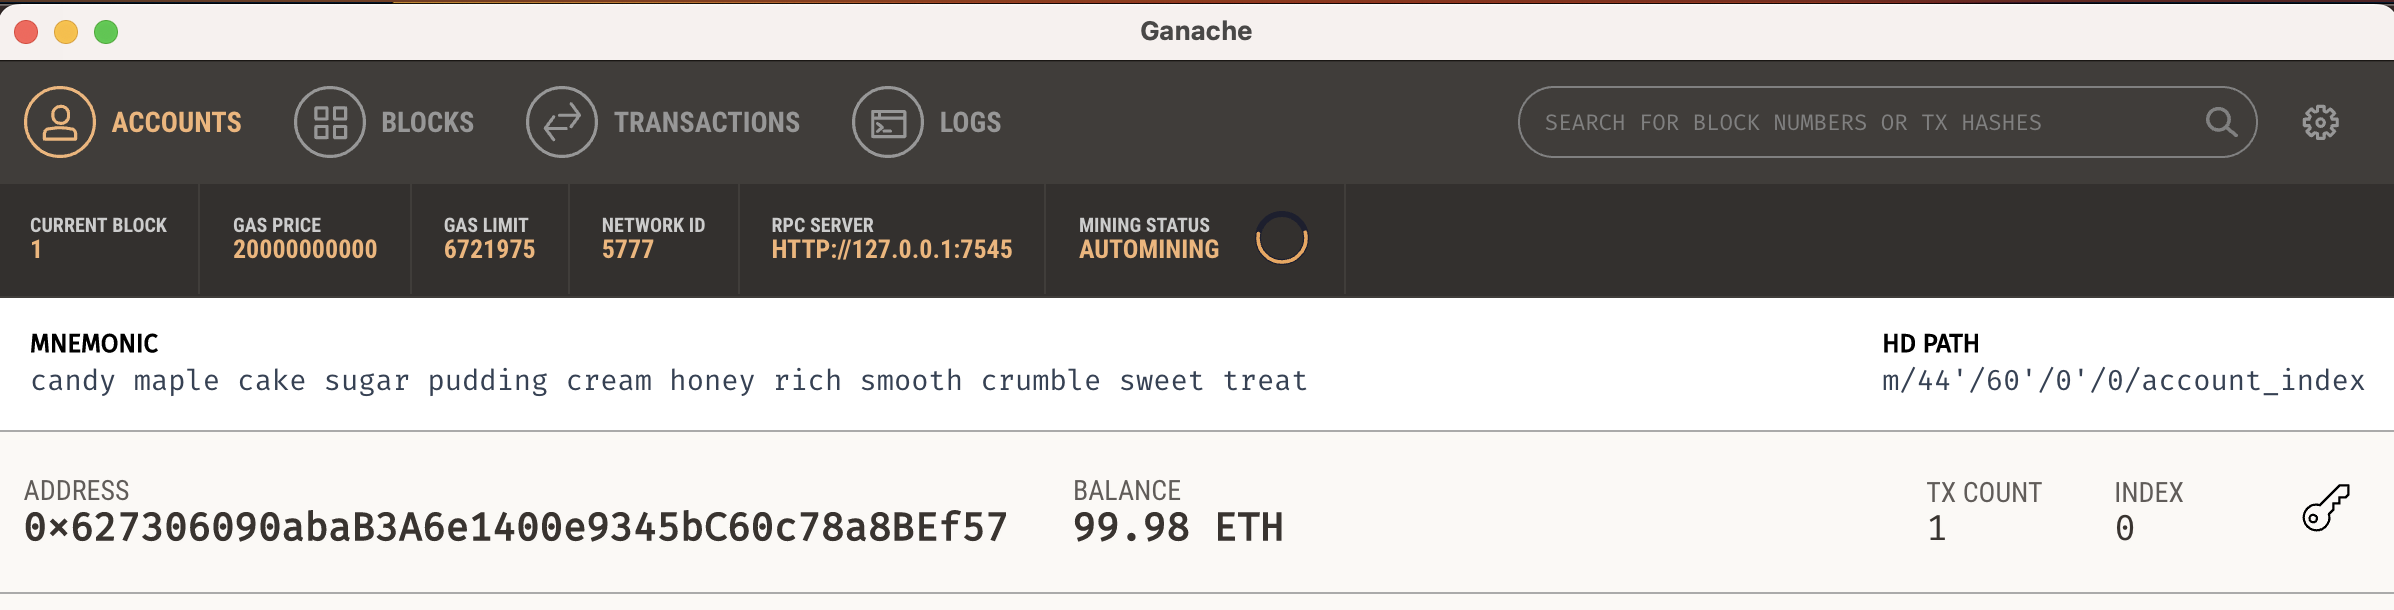 Ganache
ACCOUNTS BLOCKS TRANSACTIONS LOGS SEARCH FOR BLOCK NUMBERS OR TX HASHES
CURRENT BLOCK GAS PRICE GAS LIMIT NETWORK ID RPC SERVER MINING STATUS
1 20000000000 6721975 5777 HTTP://127.0.0.1:7545 AUTOMINING
MNEMONIC HD PATH
candy maple cake sugar pudding cream honey rich smooth crumble sweet treat m/44'/60'/0'/0/account_index
ADDRESS BALANCE TX COUNT INDEX
0×627306090abaB3A6e1400e9345bC60c78a8BEf57 99.98 ETH 1 0